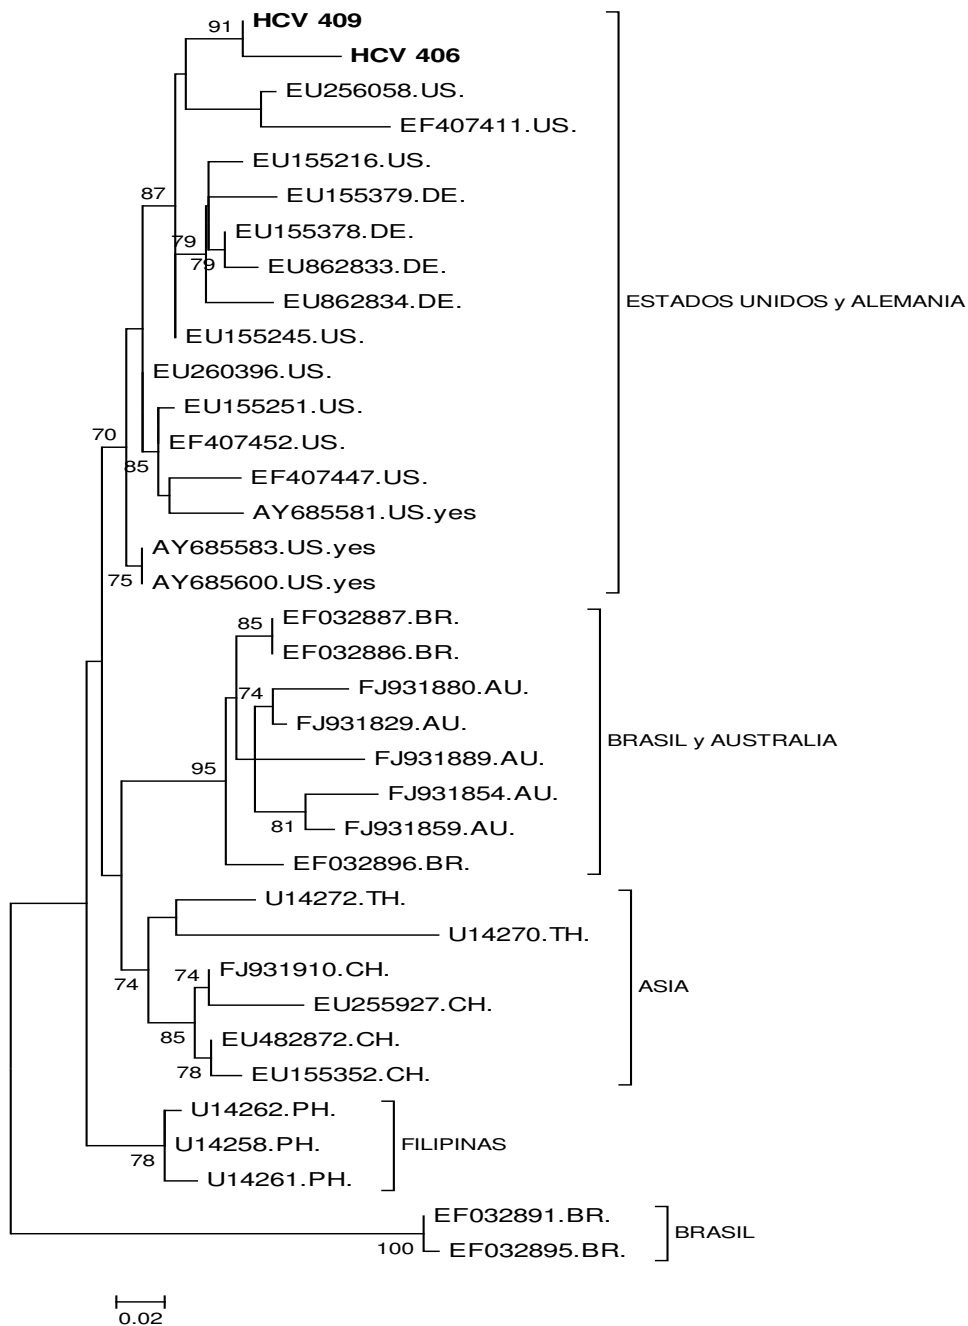 91
HCV 409
HCV 406
EU256058.US.
EF407411.US.
EU155216.US.
87
EU155379.DE.
EU155378.DE.
79
79
EU862833.DE.
EU862834.DE.
ESTADOS UNIDOS y ALEMANIA
EU155245.US.
EU260396.US.
EU155251.US.
70
EF407452.US.
85
EF407447.US.
AY685581.US.yes
AY685583.US.yes
75
AY685600.US.yes
85
EF032887.BR.
EF032886.BR.
74
FJ931880.AU.
FJ931829.AU.
BRASIL y AUSTRALIA
FJ931889.AU.
95
FJ931854.AU.
81
FJ931859.AU.
EF032896.BR.
U14272.TH.
U14270.TH.
74
FJ931910.CH.
74
ASIA
EU255927.CH.
85
EU482872.CH.
78
EU155352.CH.
U14262.PH.
U14258.PH.
FILIPINAS
78
U14261.PH.
EF032891.BR.
BRASIL
100
EF032895.BR.
0.02